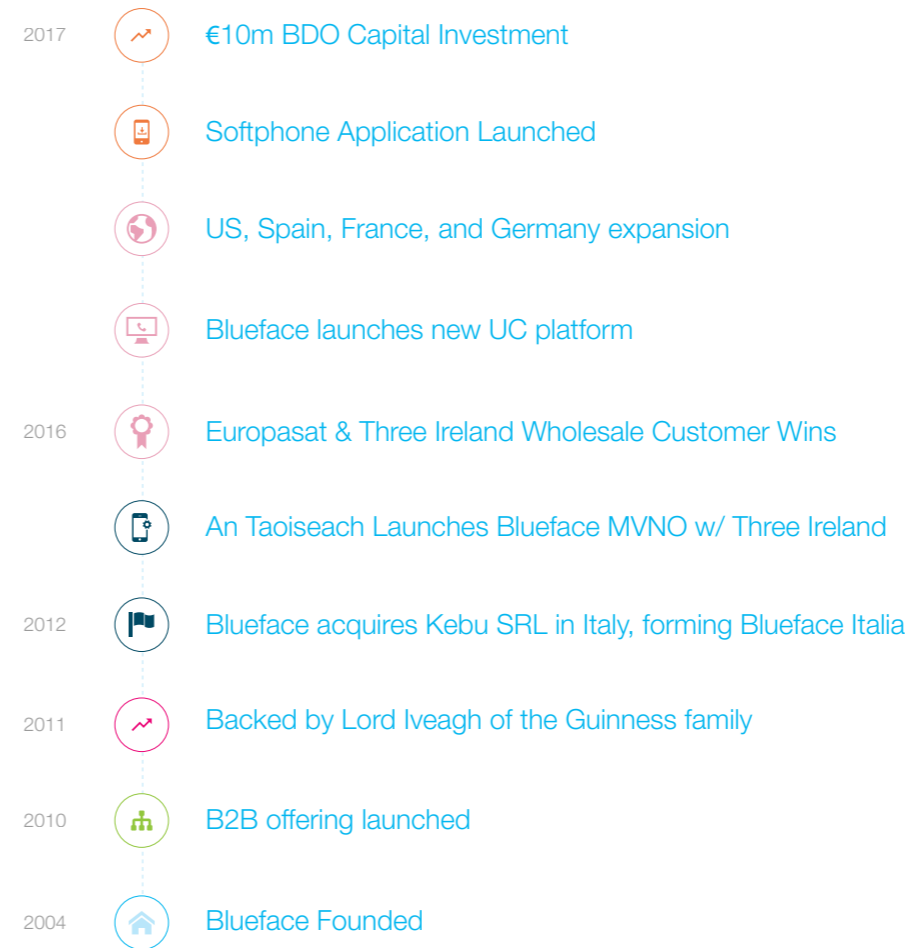 2017 €10m BDO Capital Investment
Softphone Application Launched
US, Spain, France, and Germany expansion
Blueface launches new UC platform
2016 Europasat & Three Ireland Wholesale Customer Wins
An Taoiseach Launches Blueface MVNO w/ Three Ireland
2012 Blueface acquires Kebu SRL in Italy, forming Blueface Italia
2011 Backed by Lord Iveagh of the Guinness family
2010 B2B offering launched
2004 Blueface Founded